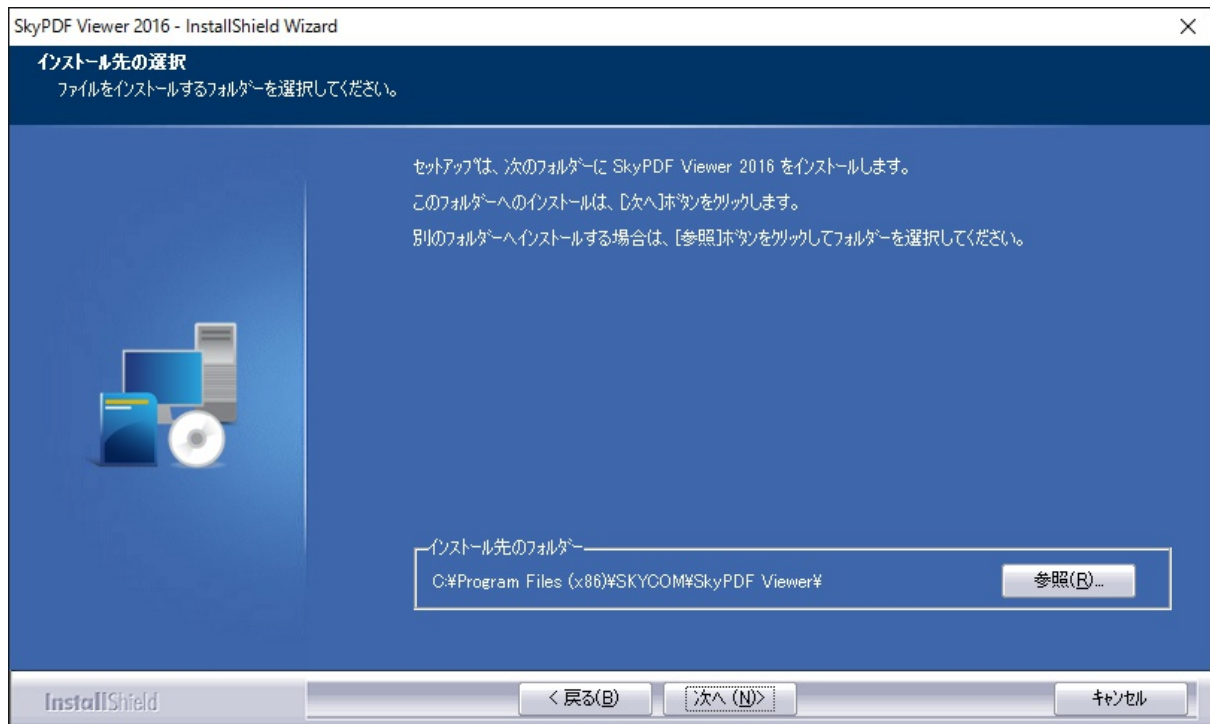 SkyPDF Viewer 2016 - InstallShield Wizard
インストール先の選択
ファイルをインストールするフォルダーを選択してください。
セットアップは、次のフォルダーに SkyPDF Viewer 2016 をインストールします。
このフォルダーへのインストールは、[次へ]ボタンをクリックします。
別のフォルダーへインストールする場合は、[参照]ボタンをクリックしてフォルダーを選択してください。
インストール先のフォルダー
C:¥Program Files (x86)¥SKYCOM¥SkyPDF Viewer¥
参照(R)...
InstallShield
< 戻る(B)
次へ (N)>
キャンセル